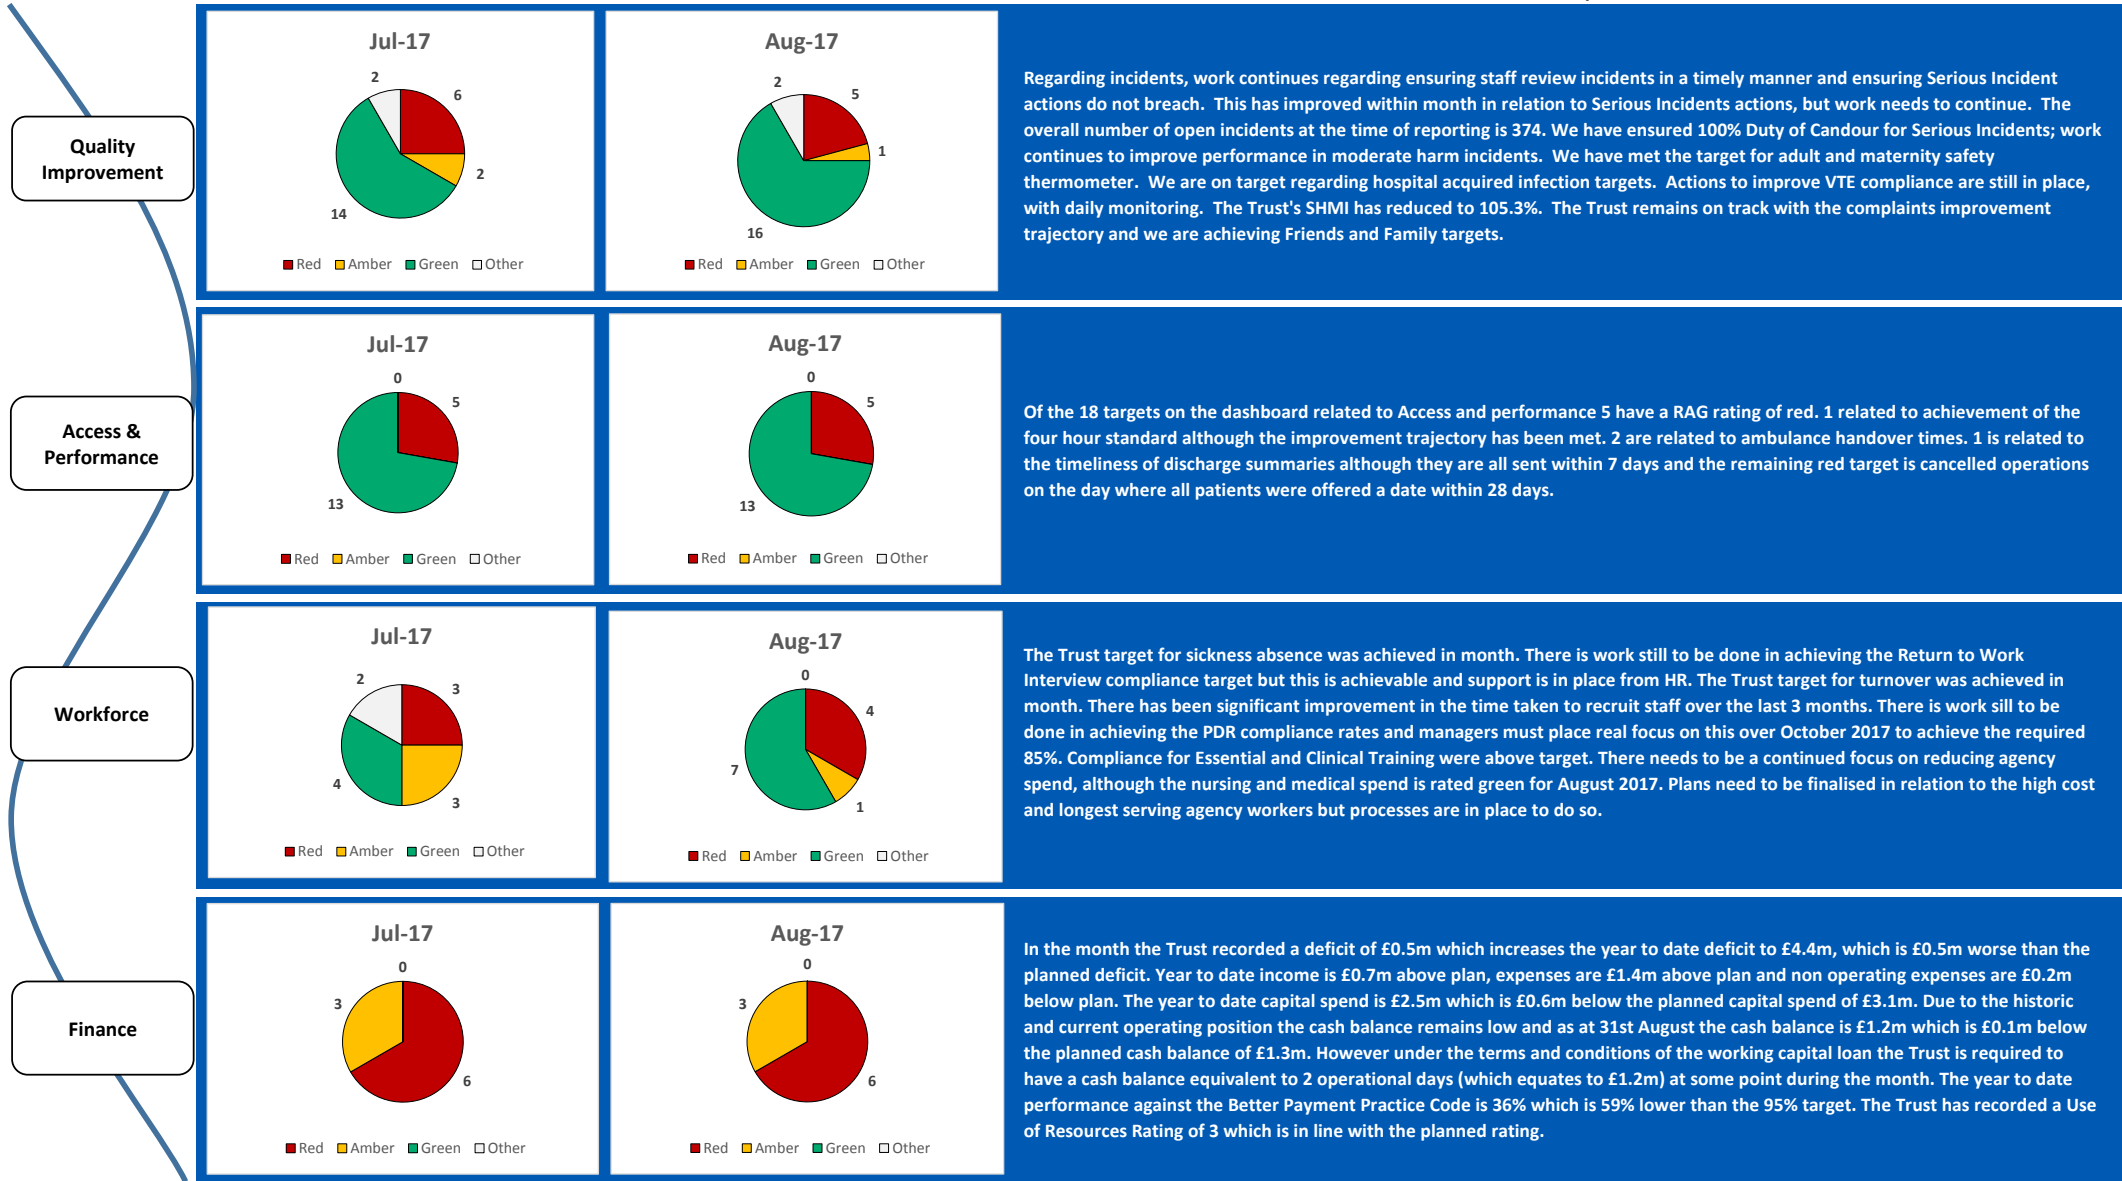 Quality
Improvement
Jul-17
2
6
2
14
Red Amber Green Other
Aug-17
2
5
1
16
Red Amber Green Other
Regarding incidents, work continues regarding ensuring staff review incidents in a timely manner and ensuring Serious Incident
actions do not breach. This has improved within month in relation to Serious Incidents actions, but work needs to continue. The
overall number of open incidents at the time of reporting is 374. We have ensured 100% Duty of Candour for Serious Incidents; work
continues to improve performance in moderate harm incidents. We have met the target for adult and maternity safety
thermometer. We are on target regarding hospital acquired infection targets. Actions to improve VTE compliance are still in place,
with daily monitoring. The Trust's SHMI has reduced to 105.3%. The Trust remains on track with the complaints improvement
trajectory and we are achieving Friends and Family targets.
Access &
Performance
Jul-17
0
5
13
Red Amber Green Other
Aug-17
0
5
13
Red Amber Green Other
Of the 18 targets on the dashboard related to Access and performance 5 have a RAG rating of red. 1 related to achievement of the
four hour standard although the improvement trajectory has been met. 2 are related to ambulance handover times. 1 is related to
the timeliness of discharge summaries although they are all sent within 7 days and the remaining red target is cancelled operations
on the day where all patients were offered a date within 28 days.
Workforce
Jul-17
2
3
4
3
Red Amber Green Other
Aug-17
0
4
7
1
Red Amber Green Other
The Trust target for sickness absence was achieved in month. There is work still to be done in achieving the Return to Work
Interview compliance target but this is achievable and support is in place from HR. The Trust target for turnover was achieved in
month. There has been significant improvement in the time taken to recruit staff over the last 3 months. There is work sill to be
done in achieving the PDR compliance rates and managers must place real focus on this over October 2017 to achieve the required
85%. Compliance for Essential and Clinical Training were above target. There needs to be a continued focus on reducing agency
spend, although the nursing and medical spend is rated green for August 2017. Plans need to be finalised in relation to the high cost
and longest serving agency workers but processes are in place to do so.
Finance
Jul-17
0
3
6
Red Amber Green Other
Aug-17
0
3
6
Red Amber Green Other
In the month the Trust recorded a deficit of £0.5m which increases the year to date deficit to £4.4m, which is £0.5m worse than the
planned deficit. Year to date income is £0.7m above plan, expenses are £1.4m above plan and non operating expenses are £0.2m
below plan. The year to date capital spend is £2.5m which is £0.6m below the planned capital spend of £3.1m. Due to the historic
and current operating position the cash balance remains low and as at 31st August the cash balance is £1.2m which is £0.1m below
the planned cash balance of £1.3m. However under the terms and conditions of the working capital loan the Trust is required to
have a cash balance equivalent to 2 operational days (which equates to £1.2m) at some point during the month. The year to date
performance against the Better Payment Practice Code is 36% which is 59% lower than the 95% target. The Trust has recorded a Use
of Resources Rating of 3 which is in line with the planned rating.